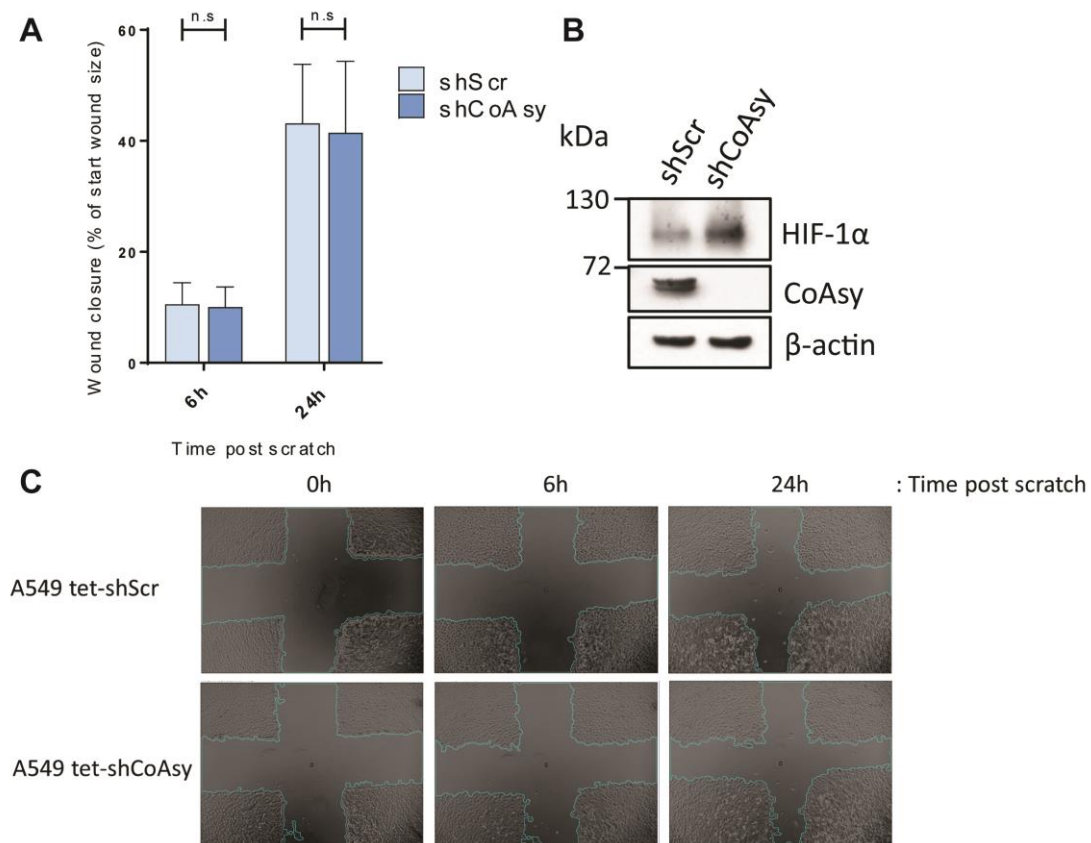 A
n.s n.s
60
40
20
0
Wound closure (% of start wound size)
6h 24h
Time post scratch
shScr
shCoAsy
B
kDa
shScr shCoAsy
130
HIF-1α
72
CoAsy
β-actin
C
0h 6h 24h : Time post scratch
A549 tet-shScr
A549 tet-shCoAsy